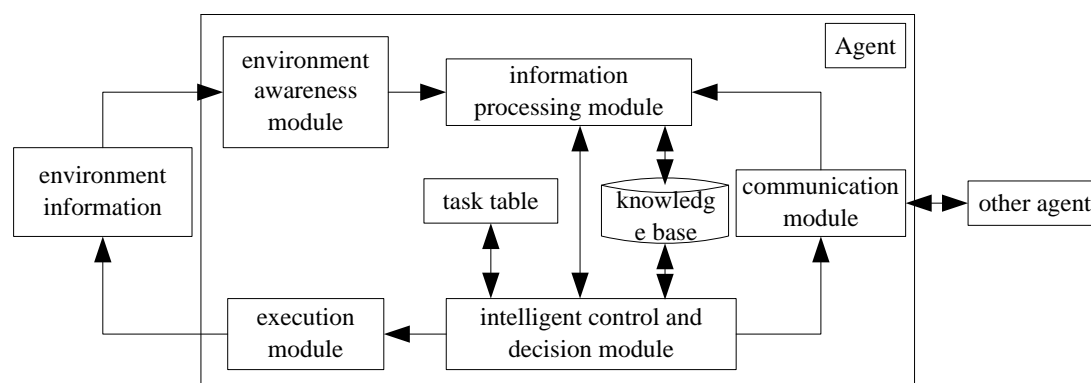 Agent
environment
awareness
module
information
processing module
environment
information
task table
knowledg
e base
communication
module
other agent
execution
module
intelligent control and
decision module